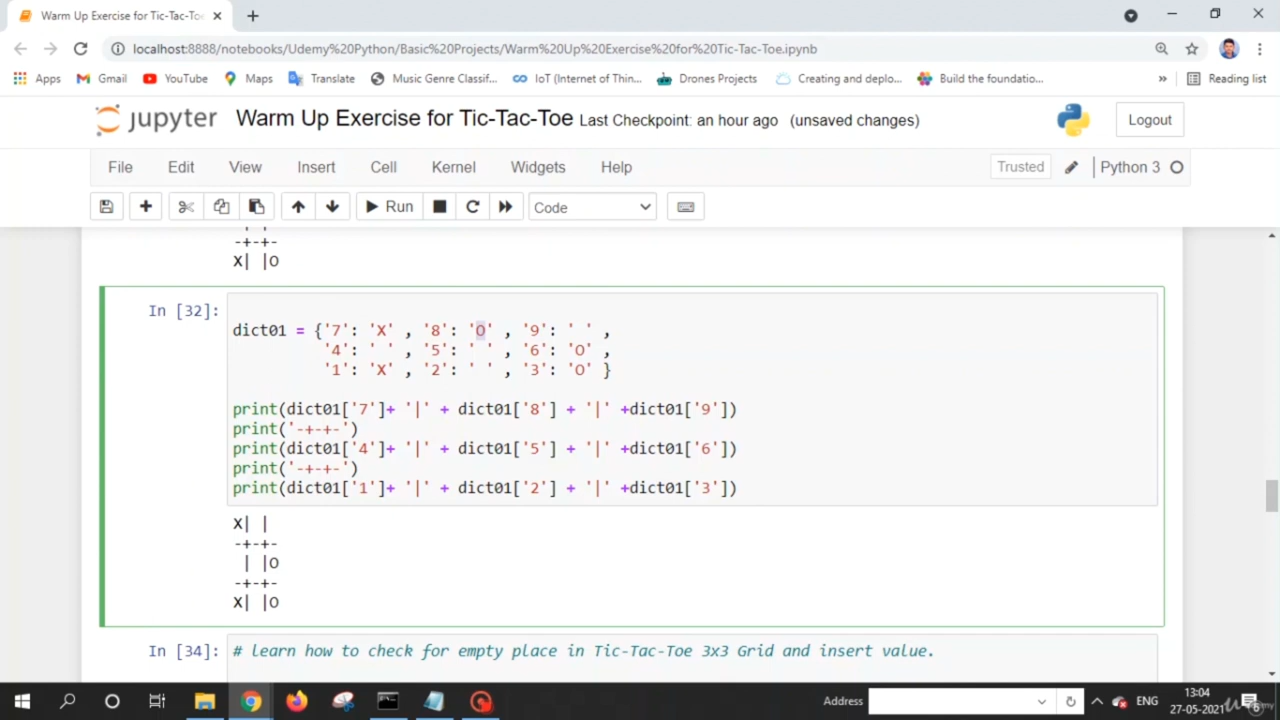 Warm Up Exercise for Tic-Tac-Toe
localhost:8888/notebooks/Udemy%20Python/Basic%20Projects/Warm%20Up%20Exercise%20for%20Tic-Tac-Toe.ipynb
Apps Gmail YouTube Maps Translate Music Genre Classif... IoT (Internet of Thin... Drones Projects Creating and deplo... Build the foundatio... » Reading list
jupyter Warm Up Exercise for Tic-Tac-Toe Last Checkpoint: an hour ago (unsaved changes) Logout
File Edit View Insert Cell Kernel Widgets Help Trusted Python 3
Run Code
-+-+-
X| |O
In [32]:
dict01 = {'7': 'X' , '8': 'O' , '9': ' ' ,
'4': ' ' , '5': ' ' , '6': 'O' ,
'1': 'X' , '2': ' ' , '3': 'O' }
print(dict01['7']+ '|' + dict01['8'] + '|' +dict01['9'])
print('-+-+-')
print(dict01['4']+ '|' + dict01['5'] + '|' +dict01['6'])
print('-+-+-')
print(dict01['1']+ '|' + dict01['2'] + '|' +dict01['3'])
X| |
-+-+-
 | |O
-+-+-
X| |O
In [34]: # learn how to check for empty place in Tic-Tac-Toe 3x3 Grid and insert value.
Address ENG 13:04
27-05-2021